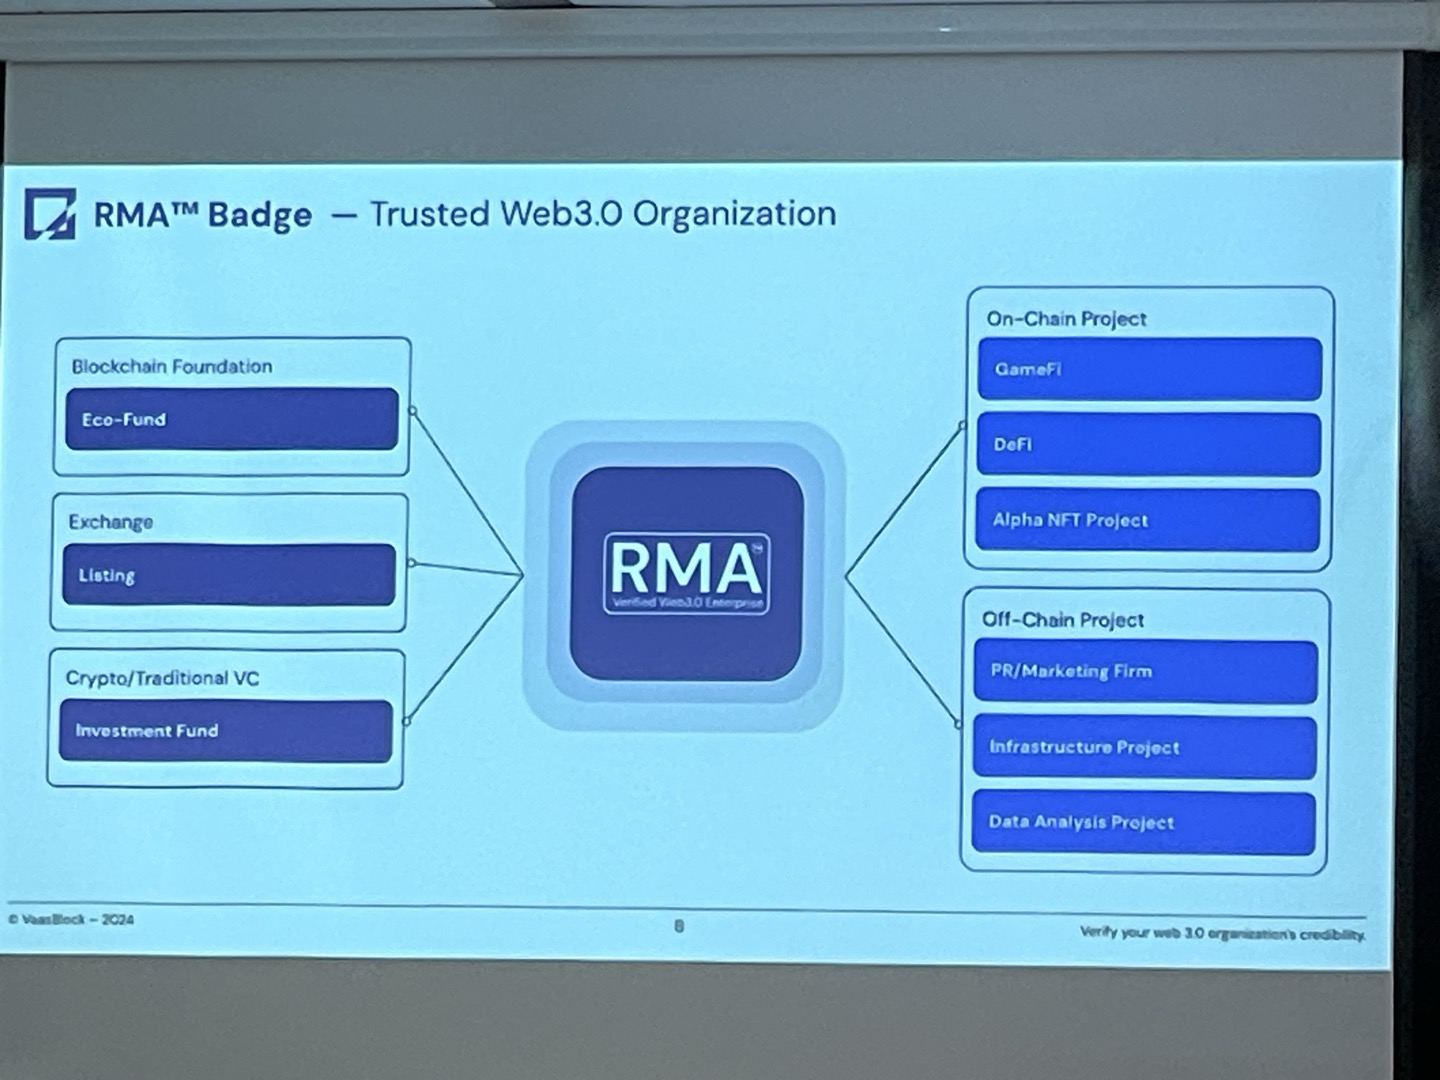 RMA™ Badge — Trusted Web3.0 Organization
Blockchain Foundation
Eco-Fund
Exchange
Listing
Crypto/Traditional VC
Investment Fund
RMA™
Verified Web3.0 Enterprise
On-Chain Project
GameFi
DeFi
Alpha NFT Project
Off-Chain Project
PR/Marketing Firm
Infrastructure Project
Data Analysis Project
© VaasBlock – 2024
Verify your web 3.0 organization's credibility.